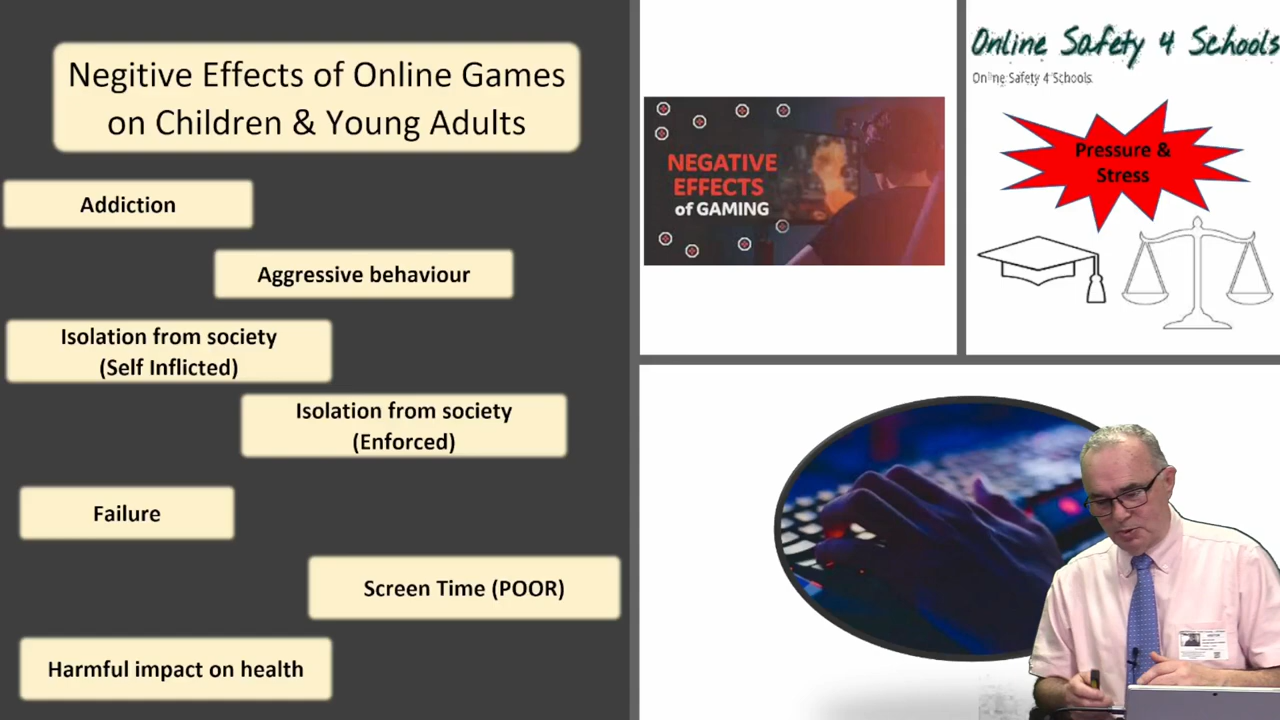 Negitive Effects of Online Games
on Children & Young Adults
Addiction
Aggressive behaviour
Isolation from society
(Self Inflicted)
Isolation from society
(Enforced)
Failure
Screen Time (POOR)
Harmful impact on health
NEGATIVE
EFFECTS
of GAMING
Online Safety 4 Schools
Online Safety 4 Schools
Pressure &
Stress